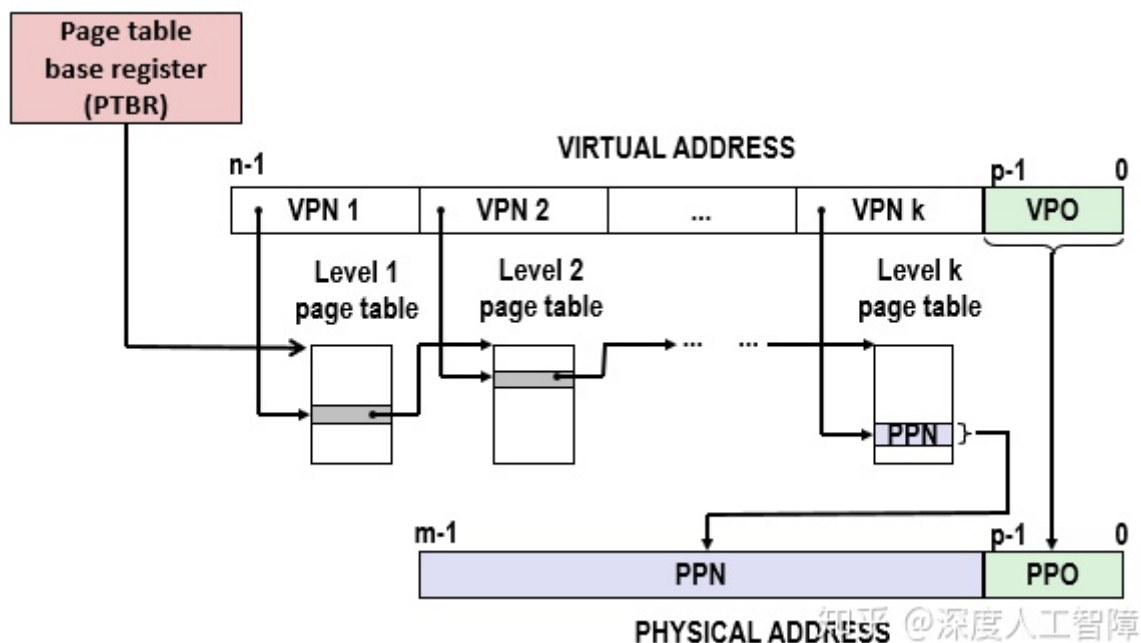 Page table
base register
(PTBR)
VIRTUAL ADDRESS
n-1
p-1
0
VPN 1
VPN 2
...
VPN k
VPO
Level 1
page table
Level 2
page table
Level k
page table
...
...
PPN
m-1
p-1
0
PPN
PPO
PHYSICAL ADDRESS
知乎 @深度人工智障